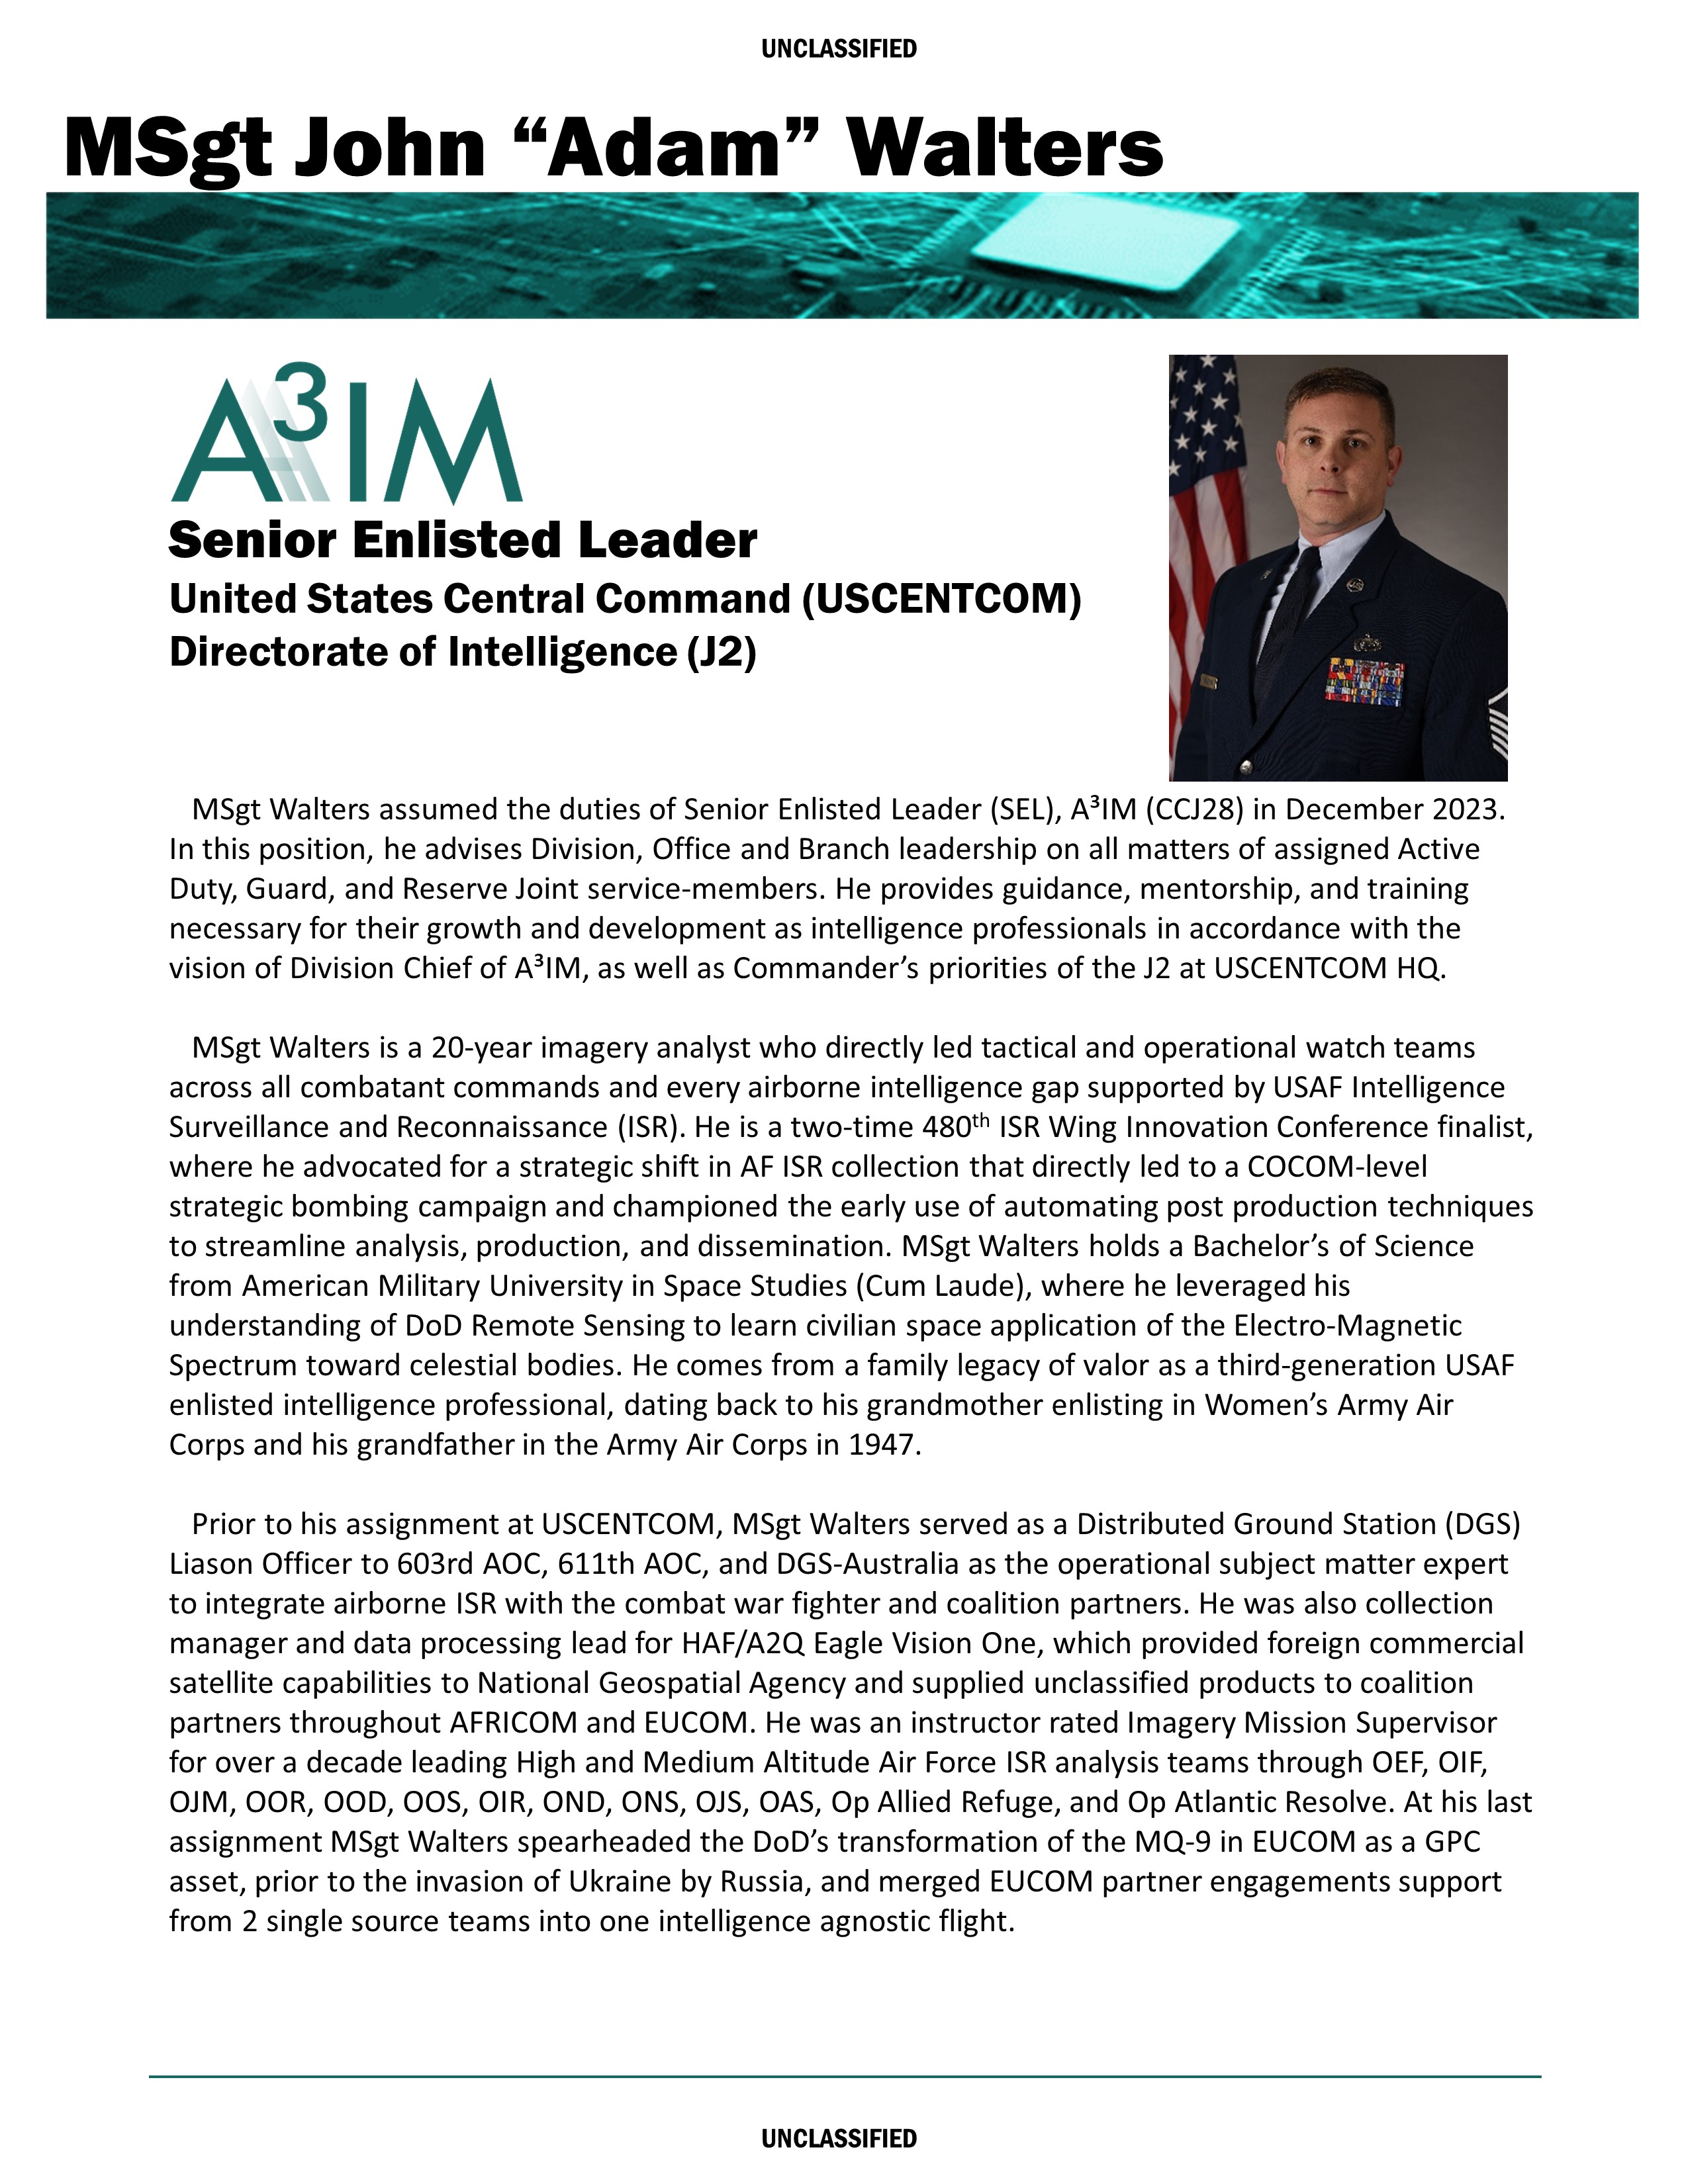 UNCLASSIFIED
MSgt John “Adam” Walters
A³IM
Senior Enlisted Leader
United States Central Command (USCENTCOM)
Directorate of Intelligence (J2)
MSgt Walters assumed the duties of Senior Enlisted Leader (SEL), A³IM (CCJ28) in December 2023.
In this position, he advises Division, Office and Branch leadership on all matters of assigned Active
Duty, Guard, and Reserve Joint service-members. He provides guidance, mentorship, and training
necessary for their growth and development as intelligence professionals in accordance with the
vision of Division Chief of A³IM, as well as Commander’s priorities of the J2 at USCENTCOM HQ.
MSgt Walters is a 20-year imagery analyst who directly led tactical and operational watch teams
across all combatant commands and every airborne intelligence gap supported by USAF Intelligence
Surveillance and Reconnaissance (ISR). He is a two-time 480th ISR Wing Innovation Conference finalist,
where he advocated for a strategic shift in AF ISR collection that directly led to a COCOM-level
strategic bombing campaign and championed the early use of automating post production techniques
to streamline analysis, production, and dissemination. MSgt Walters holds a Bachelor’s of Science
from American Military University in Space Studies (Cum Laude), where he leveraged his
understanding of DoD Remote Sensing to learn civilian space application of the Electro-Magnetic
Spectrum toward celestial bodies. He comes from a family legacy of valor as a third-generation USAF
enlisted intelligence professional, dating back to his grandmother enlisting in Women’s Army Air
Corps and his grandfather in the Army Air Corps in 1947.
Prior to his assignment at USCENTCOM, MSgt Walters served as a Distributed Ground Station (DGS)
Liason Officer to 603rd AOC, 611th AOC, and DGS-Australia as the operational subject matter expert
to integrate airborne ISR with the combat war fighter and coalition partners. He was also collection
manager and data processing lead for HAF/A2Q Eagle Vision One, which provided foreign commercial
satellite capabilities to National Geospatial Agency and supplied unclassified products to coalition
partners throughout AFRICOM and EUCOM. He was an instructor rated Imagery Mission Supervisor
for over a decade leading High and Medium Altitude Air Force ISR analysis teams through OEF, OIF,
OJM, OOR, OOD, OOS, OIR, OND, ONS, OJS, OAS, Op Allied Refuge, and Op Atlantic Resolve. At his last
assignment MSgt Walters spearheaded the DoD’s transformation of the MQ-9 in EUCOM as a GPC
asset, prior to the invasion of Ukraine by Russia, and merged EUCOM partner engagements support
from 2 single source teams into one intelligence agnostic flight.
UNCLASSIFIED